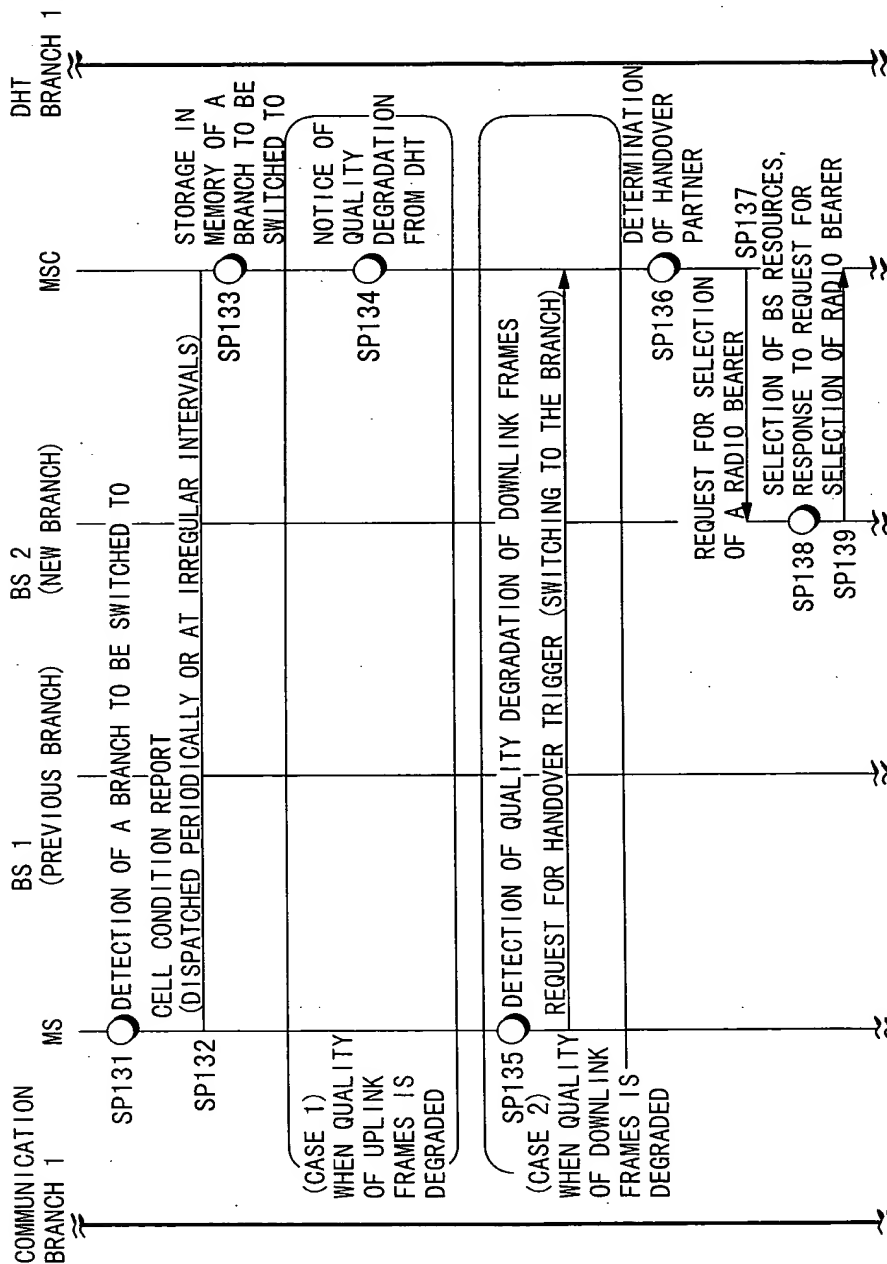 COMMUNICATION
BRANCH 1
MS
BS 1
(PREVIOUS BRANCH)
BS 2
(NEW BRANCH)
MSC
DHT
BRANCH 1
SP131
DETECTION OF A BRANCH TO BE SWITCHED TO
CELL CONDITION REPORT
(DISPATCHED PERIODICALLY OR AT IRREGULAR INTERVALS)
SP132
STORAGE IN
MEMORY OF A
BRANCH TO BE
SWITCHED TO
SP133
(CASE 1)
WHEN QUALITY
OF UPLINK
FRAMES IS
DEGRADED
NOTICE OF
QUALITY
DEGRADATION
FROM DHT
SP134
SP135
DETECTION OF QUALITY DEGRADATION OF DOWNLINK FRAMES
(CASE 2)
WHEN QUALITY
OF DOWNLINK
FRAMES IS
DEGRADED
REQUEST FOR HANDOVER TRIGGER (SWITCHING TO THE BRANCH)
DETERMINATION
OF HANDOVER
PARTNER
SP136
REQUEST FOR SELECTION
OF A RADIO BEARER
SP137
SELECTION OF BS RESOURCES,
RESPONSE TO REQUEST FOR
SELECTION OF RADIO BEARER
SP138
SP139